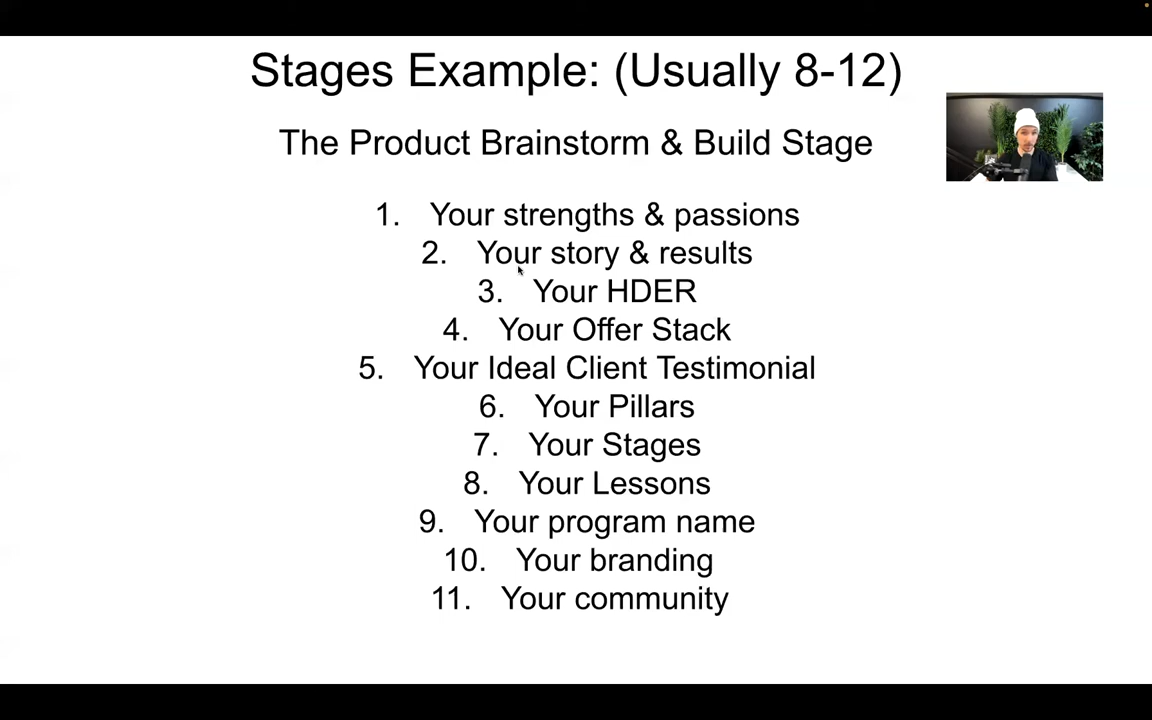 Stages Example: (Usually 8-12)
The Product Brainstorm & Build Stage
1. Your strengths & passions
2. Your story & results
3. Your HDER
4. Your Offer Stack
5. Your Ideal Client Testimonial
6. Your Pillars
7. Your Stages
8. Your Lessons
9. Your program name
10. Your branding
11. Your community